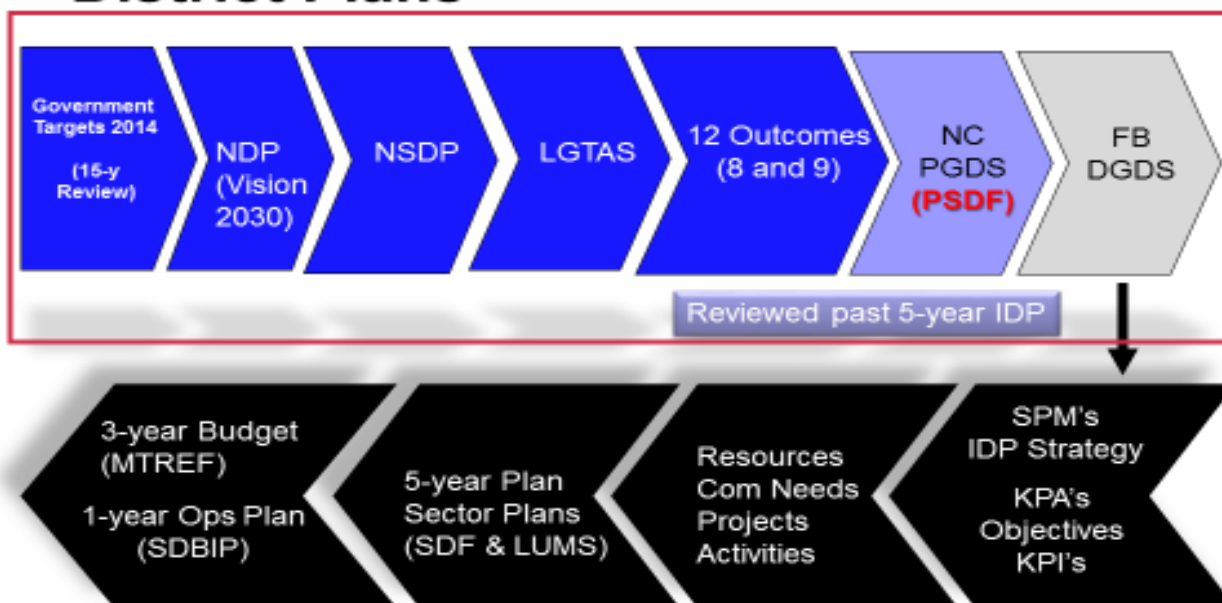 District Plans
Government
Targets 2014
(15-y
Review)
NDP
(Vision
2030)
NSDP
LGTAS
12 Outcomes
(8 and 9)
NC
PGDS
(PSDF)
FB
DGDS
Reviewed past 5-year IDP
3-year Budget
(MTREF)
1-year Ops Plan
(SDBIP)
5-year Plan
Sector Plans
(SDF & LUMS)
Resources
Com Needs
Projects
Activities
SPM's
IDP Strategy
KPA's
Objectives
KPI's